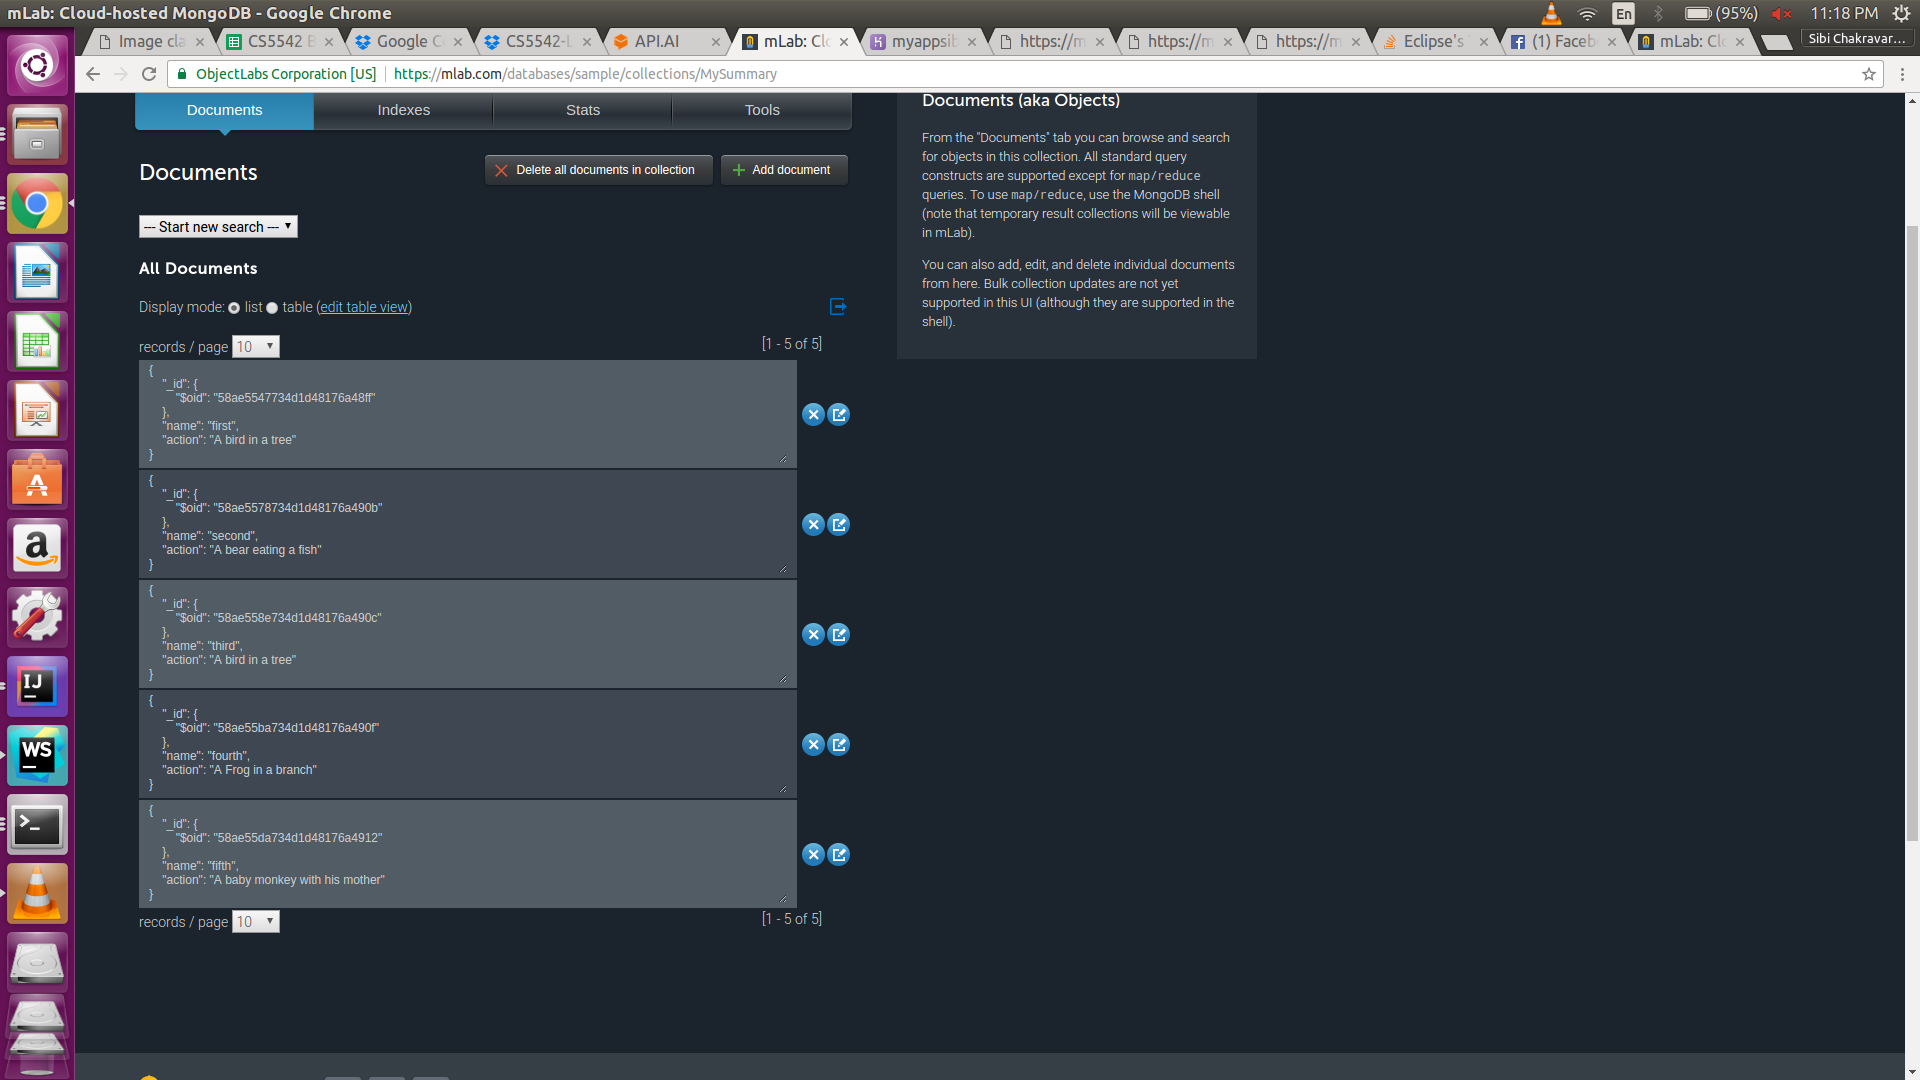 mLab: Cloud-hosted MongoDB - Google Chrome
En
(95%)
11:18 PM
Image cla
CS5542 B
Google C
CS5542-L
API.AI
mLab: Clo
myappsib
https://m
https://m
https://m
Eclipse's
(1) Faceb
mLab: Clo
Sibi Chakravar...
ObjectLabs Corporation [US]
https://mlab.com/databases/sample/collections/MySummary
Documents
Indexes
Stats
Tools
Documents
Delete all documents in collection
Add document
--- Start new search ---
All Documents
Display mode: list table (edit table view)
records / page 10
[1 - 5 of 5]
{
"_id": {
"$oid": "58ae5547734d1d48176a48ff"
},
"name": "first",
"action": "A bird in a tree"
}
{
"_id": {
"$oid": "58ae5578734d1d48176a490b"
},
"name": "second",
"action": "A bear eating a fish"
}
{
"_id": {
"$oid": "58ae558e734d1d48176a490c"
},
"name": "third",
"action": "A bird in a tree"
}
{
"_id": {
"$oid": "58ae55ba734d1d48176a490f"
},
"name": "fourth",
"action": "A Frog in a branch"
}
{
"_id": {
"$oid": "58ae55da734d1d48176a4912"
},
"name": "fifth",
"action": "A baby monkey with his mother"
}
records / page 10
[1 - 5 of 5]
Documents (aka Objects)
From the "Documents" tab you can browse and search
for objects in this collection. All standard query
constructs are supported except for map/reduce
queries. To use map/reduce, use the MongoDB shell
(note that temporary result collections will be viewable
in mLab).
You can also add, edit, and delete individual documents
from here. Bulk collection updates are not yet
supported in this UI (although they are supported in the
shell).
IJ
WS